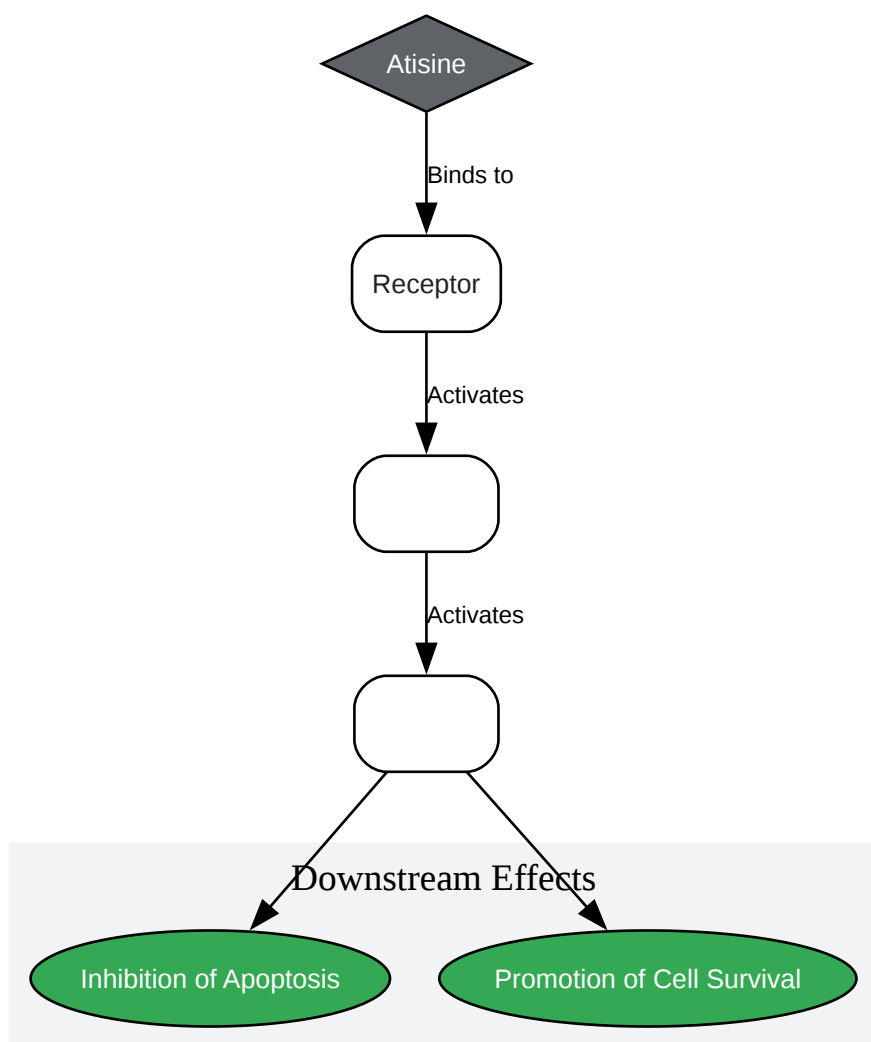 Atisine
Binds to
Receptor
Activates
Activates
Downstream Effects
Inhibition of Apoptosis
Promotion of Cell Survival